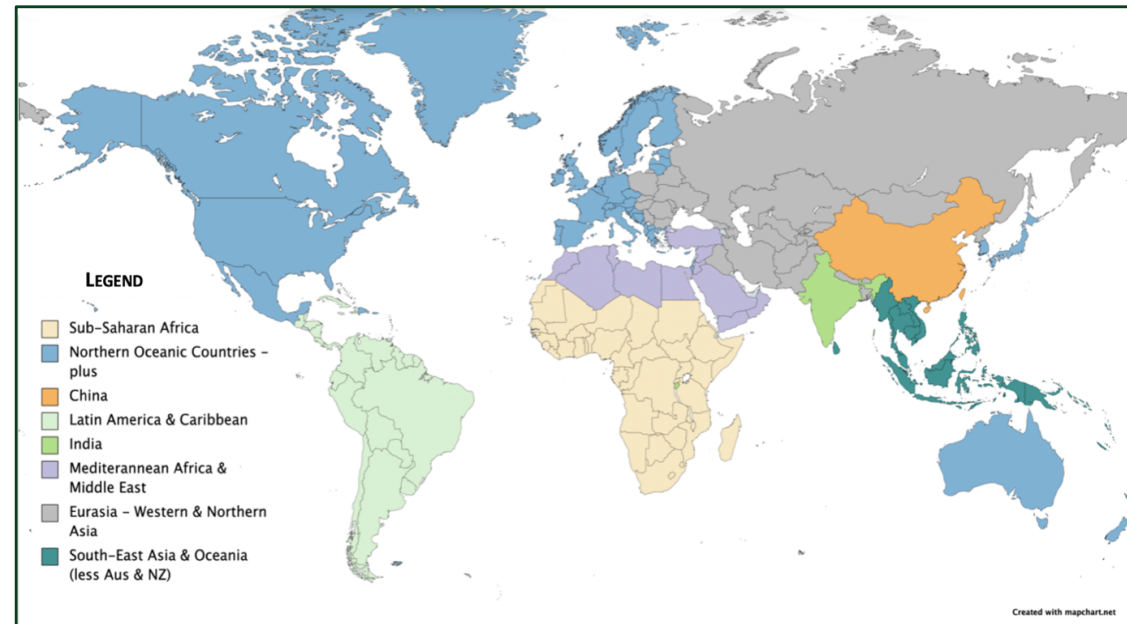 LEGEND
Sub-Saharan Africa
Northern Oceanic Countries –
plus
China
Latin America & Caribbean
India
Mediterannean Africa &
Middle East
Eurasia – Western & Northern
Asia
South-East Asia & Oceania
(less Aus & NZ)
Created with mapchart.net